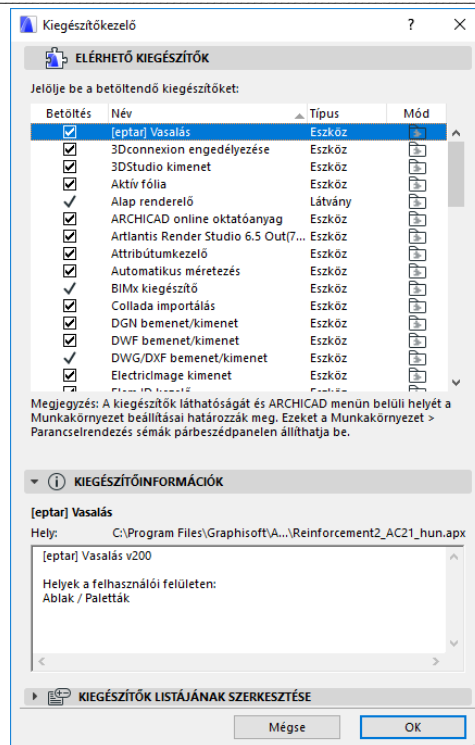 Kiegészítőkezelő ? ×
ELÉRHETŐ KIEGÉSZÍTŐK
Jelölje be a betöltendő kiegészítőket:
Betöltés Név Típus Mód
[eptar] Vasalás Eszköz
3Dconnexion engedélyezése Eszköz
3DStudio kimenet Eszköz
Aktív fólia Eszköz
Alap renderelő Látvány
ARCHICAD online oktatóanyag Eszköz
Artlantis Render Studio 6.5 Out(7... Eszköz
Attribútumkezelő Eszköz
Automatikus méretezés Eszköz
BIMx kiegészítő Eszköz
Collada importálás Eszköz
DGN bemenet/kimenet Eszköz
DWF bemenet/kimenet Eszköz
DWG/DXF bemenet/kimenet Eszköz
ElectricImage kimenet Eszköz
Megjegyzés: A kiegészítők láthatóságát és ARCHICAD menün belüli helyét a
Munkakörnyezet beállításai határozzák meg. Ezeket a Munkakörnyezet >
Parancselrendezés sémák párbeszédpanelen állíthatja be.
KIEGÉSZÍTŐINFORMÁCIÓK
[eptar] Vasalás
Hely: C:\Program Files\Graphisoft\A...\Reinforcement2_AC21_hun.apx
[eptar] Vasalás v200
Helyek a felhasználói felületen:
Ablak / Paletták
KIEGÉSZÍTŐK LISTÁJÁNAK SZERKESZTÉSE
Mégse OK